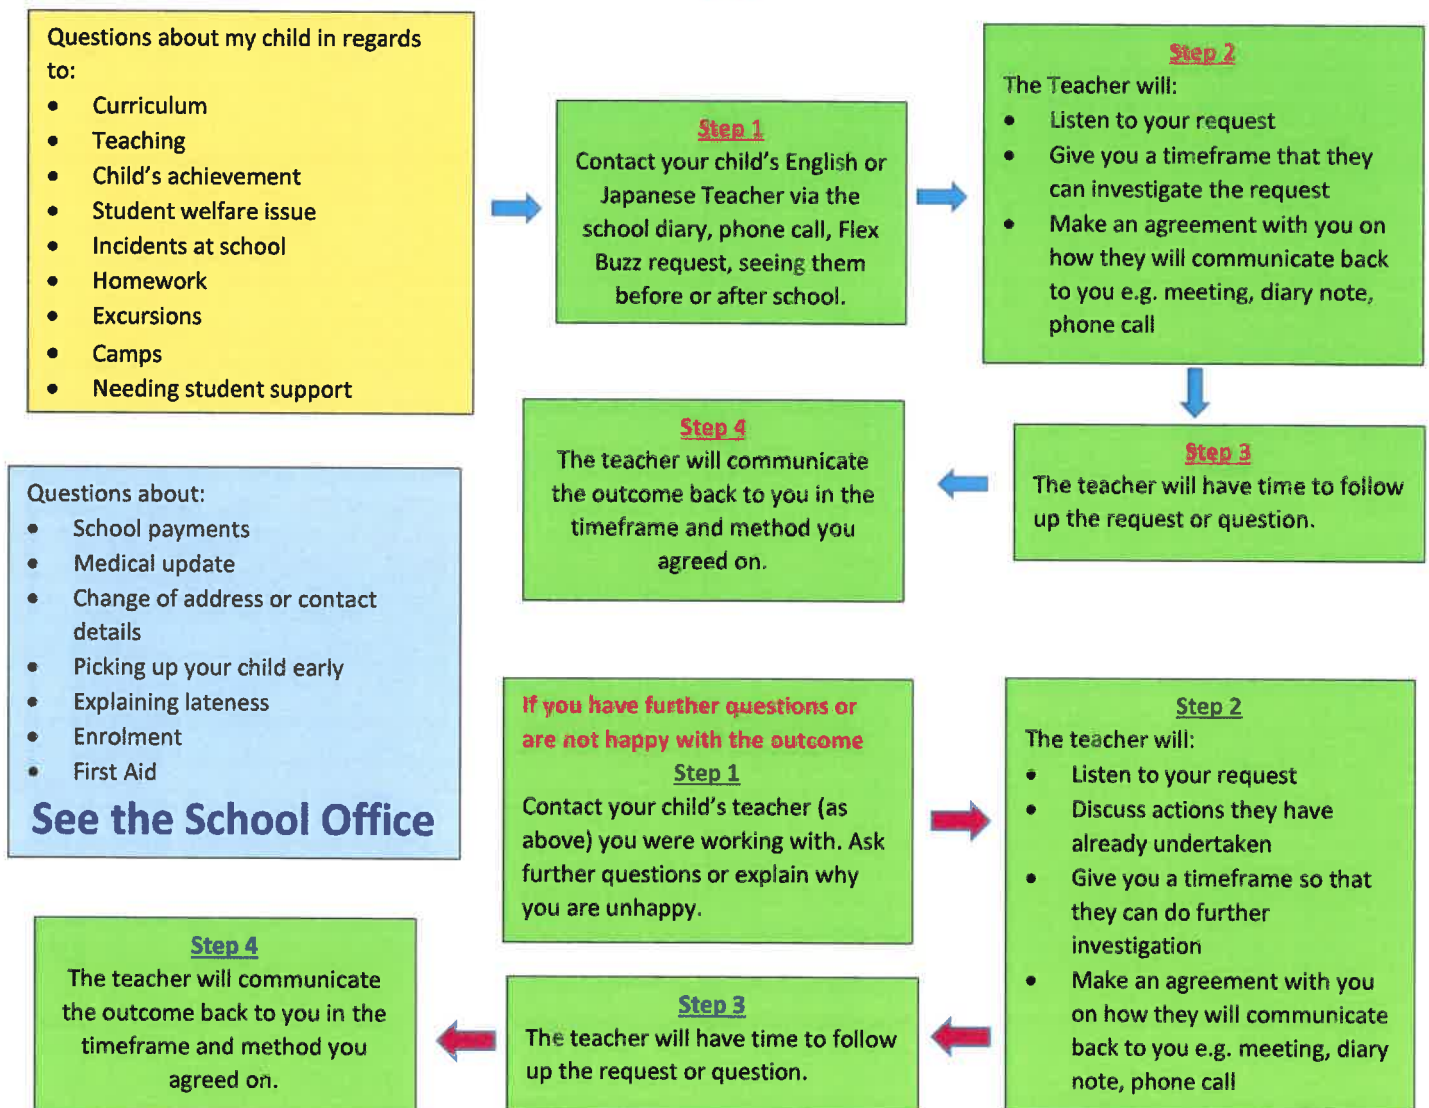 Questions about my child in regards
to:
• Curriculum
• Teaching
• Child's achievement
• Student welfare issue
• Incidents at school
• Homework
• Excursions
• Camps
• Needing student support
Step 1
Contact your child's English or
Japanese Teacher via the
school diary, phone call, Flex
Buzz request, seeing them
before or after school.
Step 2
The Teacher will:
• Listen to your request
• Give you a timeframe that they
can investigate the request
• Make an agreement with you on
how they will communicate back
to you e.g. meeting, diary note,
phone call
Step 3
The teacher will have time to follow
up the request or question.
Step 4
The teacher will communicate
the outcome back to you in the
timeframe and method you
agreed on.
Questions about:
• School payments
• Medical update
• Change of address or contact
details
• Picking up your child early
• Explaining lateness
• Enrolment
• First Aid
See the School Office
If you have further questions or
are not happy with the outcome
Step 1
Contact your child's teacher (as
above) you were working with. Ask
further questions or explain why
you are unhappy.
Step 2
The teacher will:
• Listen to your request
• Discuss actions they have
already undertaken
• Give you a timeframe so that
they can do further
investigation
• Make an agreement with you
on how they will communicate
back to you e.g. meeting, diary
note, phone call
Step 3
The teacher will have time to follow
up the request or question.
Step 4
The teacher will communicate
the outcome back to you in the
timeframe and method you
agreed on.